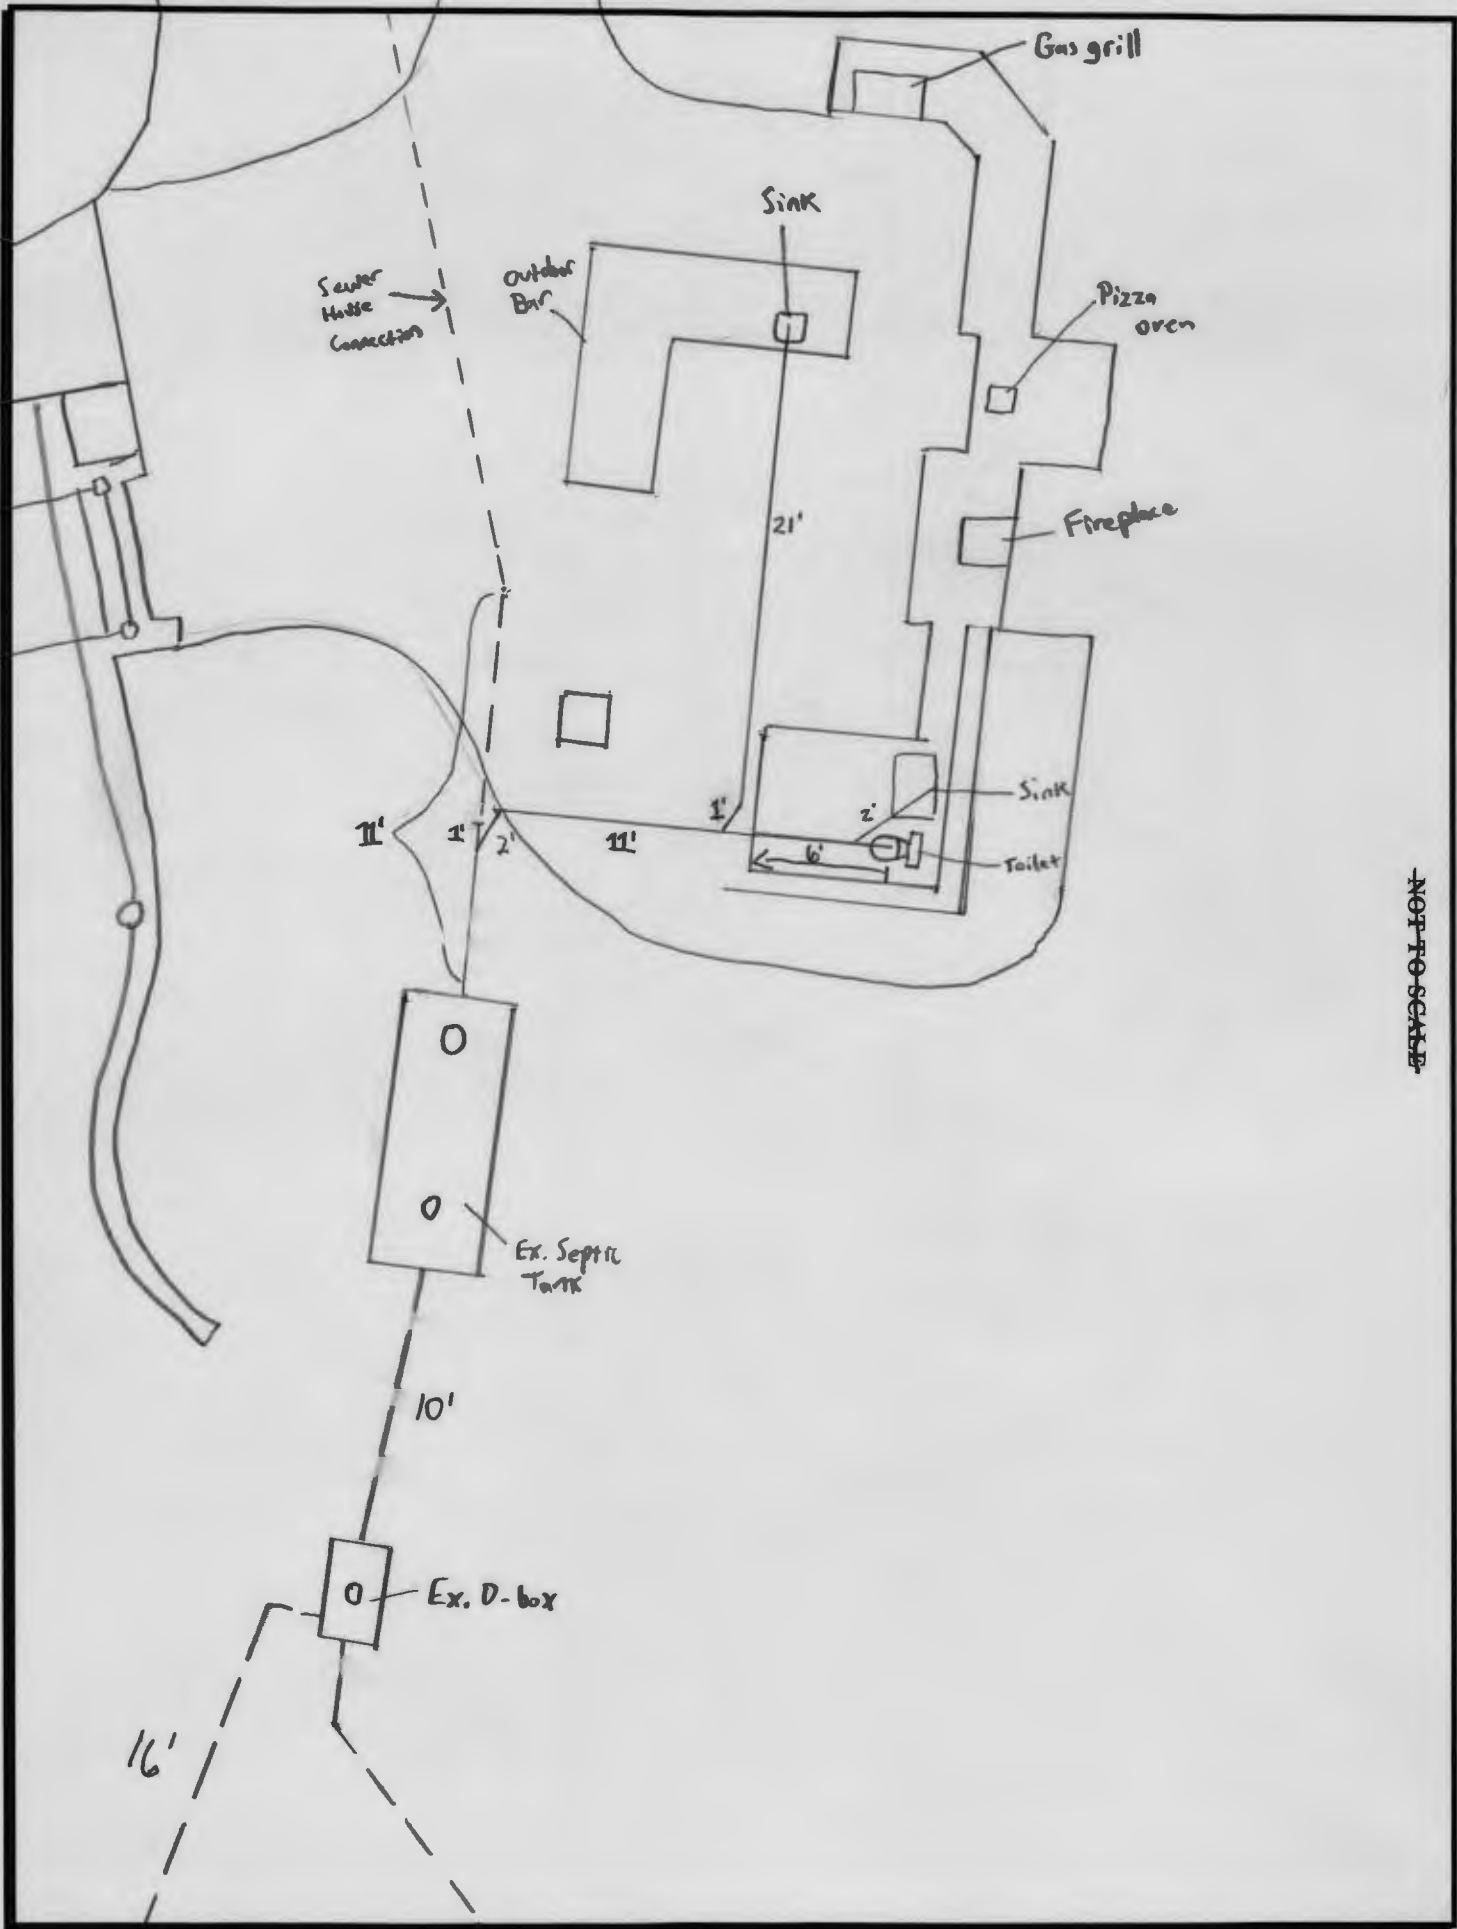 Gas grill
Sink
Sewer
House
Connection
Outdoor
Bar
Pizza
oven
21'
Fireplace
11'
1'
2'
11'
1'
2'
6'
Sink
Toilet
NOT TO SCALE
Ex. Septic
Tank
10'
Ex. D-box
16'